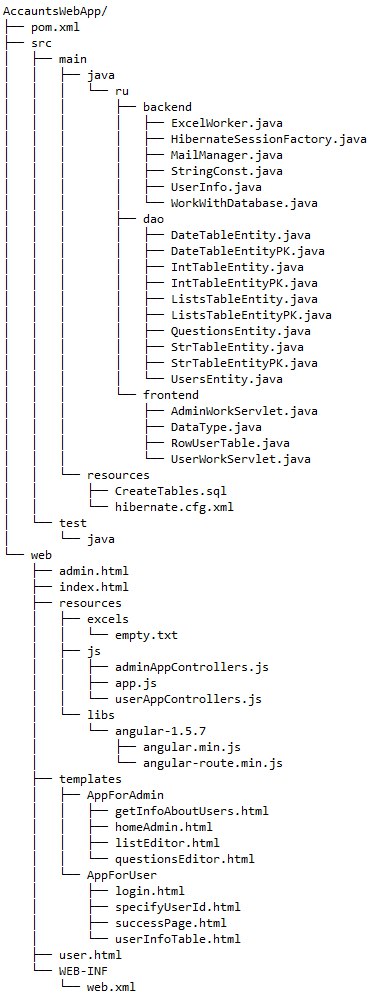 AccauntsWebApp/
├── pom.xml
├── src
│   ├── main
│   │   ├── java
│   │   │   └── ru
│   │   │       ├── backend
│   │   │       │   ├── ExcelWorker.java
│   │   │       │   ├── HibernateSessionFactory.java
│   │   │       │   ├── MailManager.java
│   │   │       │   ├── StringConst.java
│   │   │       │   ├── UserInfo.java
│   │   │       │   └── WorkWithDatabase.java
│   │   │       ├── dao
│   │   │       │   ├── DateTableEntity.java
│   │   │       │   ├── DateTableEntityPK.java
│   │   │       │   ├── IntTableEntity.java
│   │   │       │   ├── IntTableEntityPK.java
│   │   │       │   ├── ListsTableEntity.java
│   │   │       │   ├── ListsTableEntityPK.java
│   │   │       │   ├── QuestionsEntity.java
│   │   │       │   ├── StrTableEntity.java
│   │   │       │   ├── StrTableEntityPK.java
│   │   │       │   └── UsersEntity.java
│   │   │       └── frontend
│   │   │           ├── AdminWorkServlet.java
│   │   │           ├── DataType.java
│   │   │           ├── RowUserTable.java
│   │   │           └── UserWorkServlet.java
│   │   └── resources
│   │       ├── CreateTables.sql
│   │       └── hibernate.cfg.xml
│   └── test
│       └── java
└── web
    ├── admin.html
    ├── index.html
    ├── resources
    │   ├── excels
    │   │   └── empty.txt
    │   ├── js
    │   │   ├── adminAppControllers.js
    │   │   ├── app.js
    │   │   └── userAppControllers.js
    │   └── libs
    │       └── angular-1.5.7
    │           ├── angular.min.js
    │           └── angular-route.min.js
    ├── templates
    │   ├── AppForAdmin
    │   │   ├── getInfoAboutUsers.html
    │   │   ├── homeAdmin.html
    │   │   ├── listEditor.html
    │   │   └── questionsEditor.html
    │   └── AppForUser
    │       ├── login.html
    │       ├── specifyUserId.html
    │       ├── successPage.html
    │       └── userInfoTable.html
    ├── user.html
    └── WEB-INF
        └── web.xml